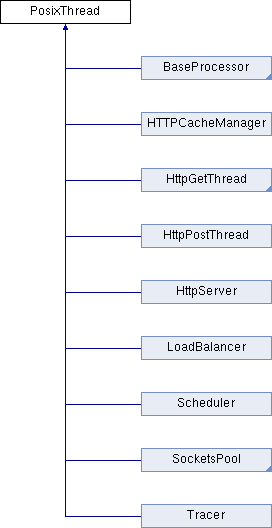 PosixThread
BaseProcessor
HTTPCacheManager
HttpGetThread
HttpPostThread
HttpServer
LoadBalancer
Scheduler
SocketsPool
Tracer